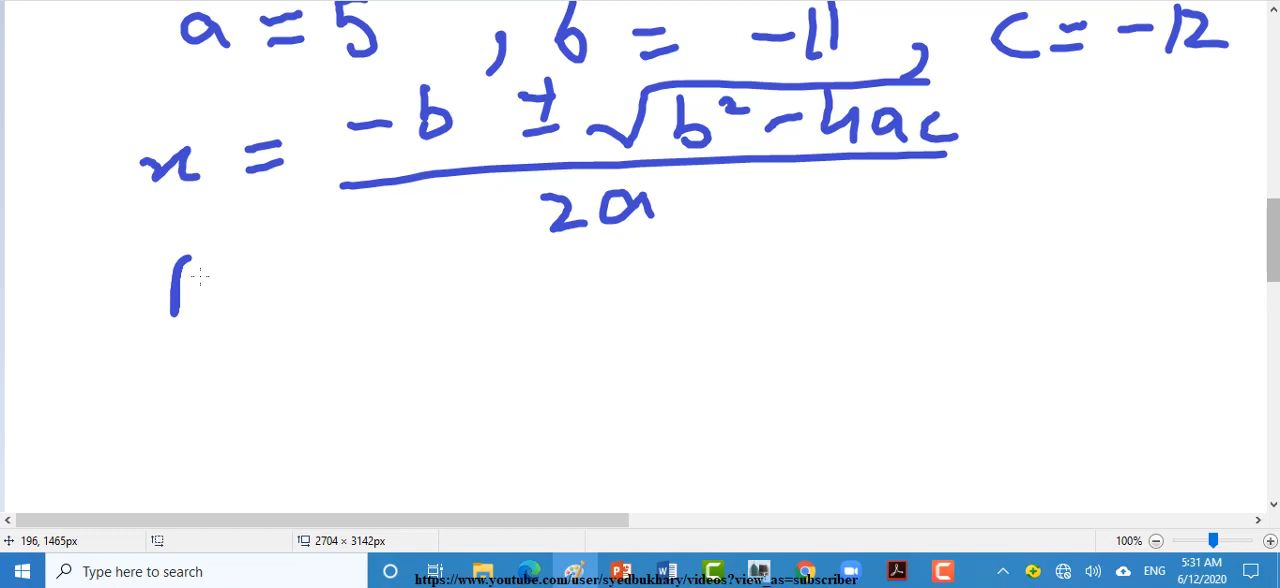 a = 5 , b = -11 , c = -12
x = -b ± √b² - 4ac
2a
196, 1465px 2704 × 3142px 100%
Type here to search ENG 5:31 AM
6/12/2020
https://www.youtube.com/user/syedbukhary/videos?view_as=subscriber